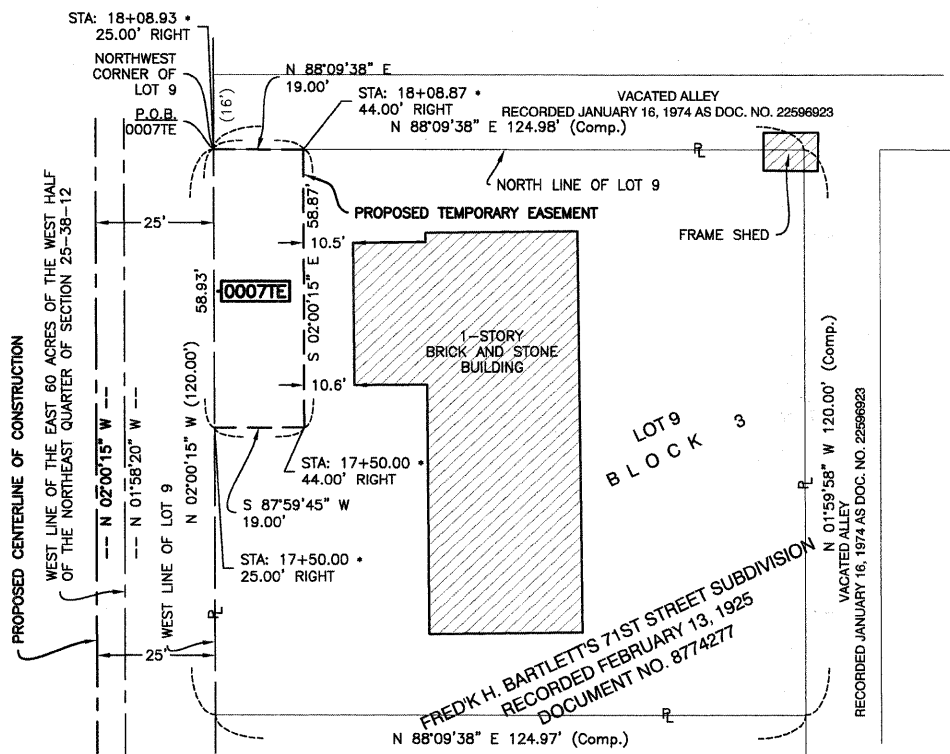 STA: 18+08.93 *
25.00' RIGHT
NORTHWEST
CORNER OF
LOT 9
P.O.B.
0007TE
(16')
N 88°09'38" E
19.00'
STA: 18+08.87 *
44.00' RIGHT
VACATED ALLEY
RECORDED JANUARY 16, 1974 AS DOC. NO. 22596923
N 88°09'38" E 124.98' (Comp.)
PL
NORTH LINE OF LOT 9
FRAME SHED
PROPOSED TEMPORARY EASEMENT
25'
58.87'
10.5'
S 02°00'15" E
58.93'
0007TE
10.6'
1-STORY
BRICK AND STONE
BUILDING
LOT 9
BLOCK 3
STA: 17+50.00 *
44.00' RIGHT
S 87°59'45" W
19.00'
STA: 17+50.00 *
25.00' RIGHT
PROPOSED CENTERLINE OF CONSTRUCTION
WEST LINE OF THE EAST 60 ACRES OF THE WEST HALF
OF THE NORTHEAST QUARTER OF SECTION 25-38-12
--- N 02°00'15" W ---
--- N 01°58'20" W ---
WEST LINE OF LOT 9
N 02°00'15" W (120.00')
PL
25'
PL
N 01°59'58" W 120.00' (Comp.)
VACATED ALLEY
RECORDED JANUARY 16, 1974 AS DOC. NO. 22596923
FRED'K H. BARTLETT'S 71ST STREET SUBDIVISION
RECORDED FEBRUARY 13, 1925
DOCUMENT NO. 8774277
PL
N 88°09'38" E 124.97' (Comp.)